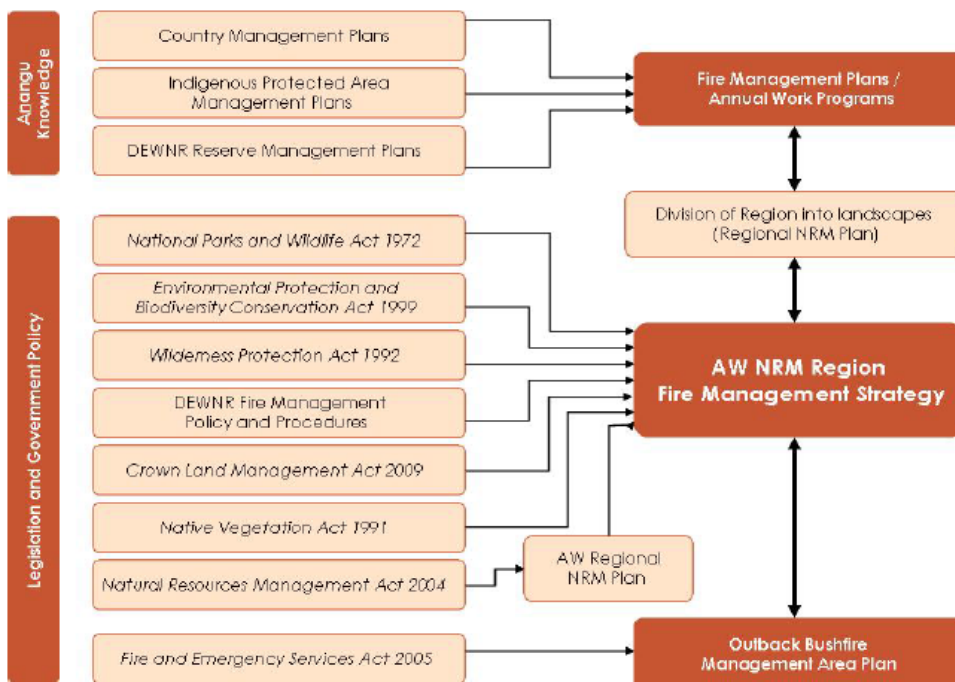 Anangu
Knowledge
Country Management Plans
Indigenous Protected Area
Management Plans
DEWNR Reserve Management Plans
Fire Management Plans /
Annual Work Programs
Division of Region into landscapes
(Regional NRM Plan)
Legislation and Government Policy
National Parks and Wildlife Act 1972
Environmental Protection and
Biodiversity Conservation Act 1999
Wilderness Protection Act 1992
DEWNR Fire Management
Policy and Procedures
Crown Land Management Act 2009
Native Vegetation Act 1991
Natural Resources Management Act 2004
AW Regional
NRM Plan
AW NRM Region
Fire Management Strategy
Fire and Emergency Services Act 2005
Outback Bushfire
Management Area Plan